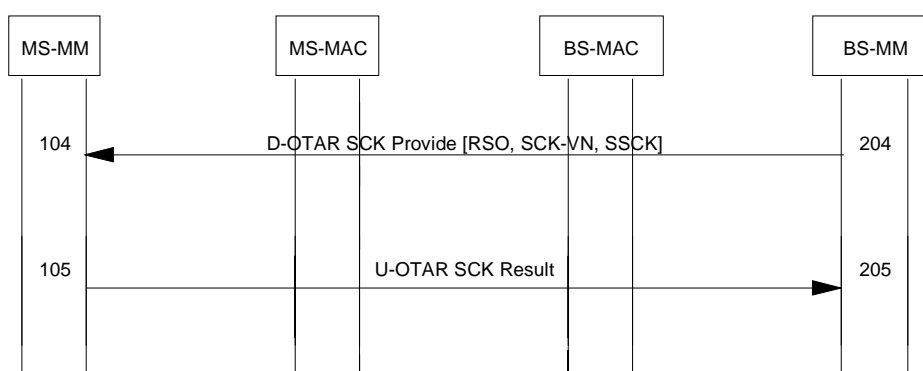 MS-MM
MS-MAC
BS-MAC
BS-MM
104
D-OTAR SCK Provide [RSO, SCK-VN, SSCK]
204
105
U-OTAR SCK Result
205